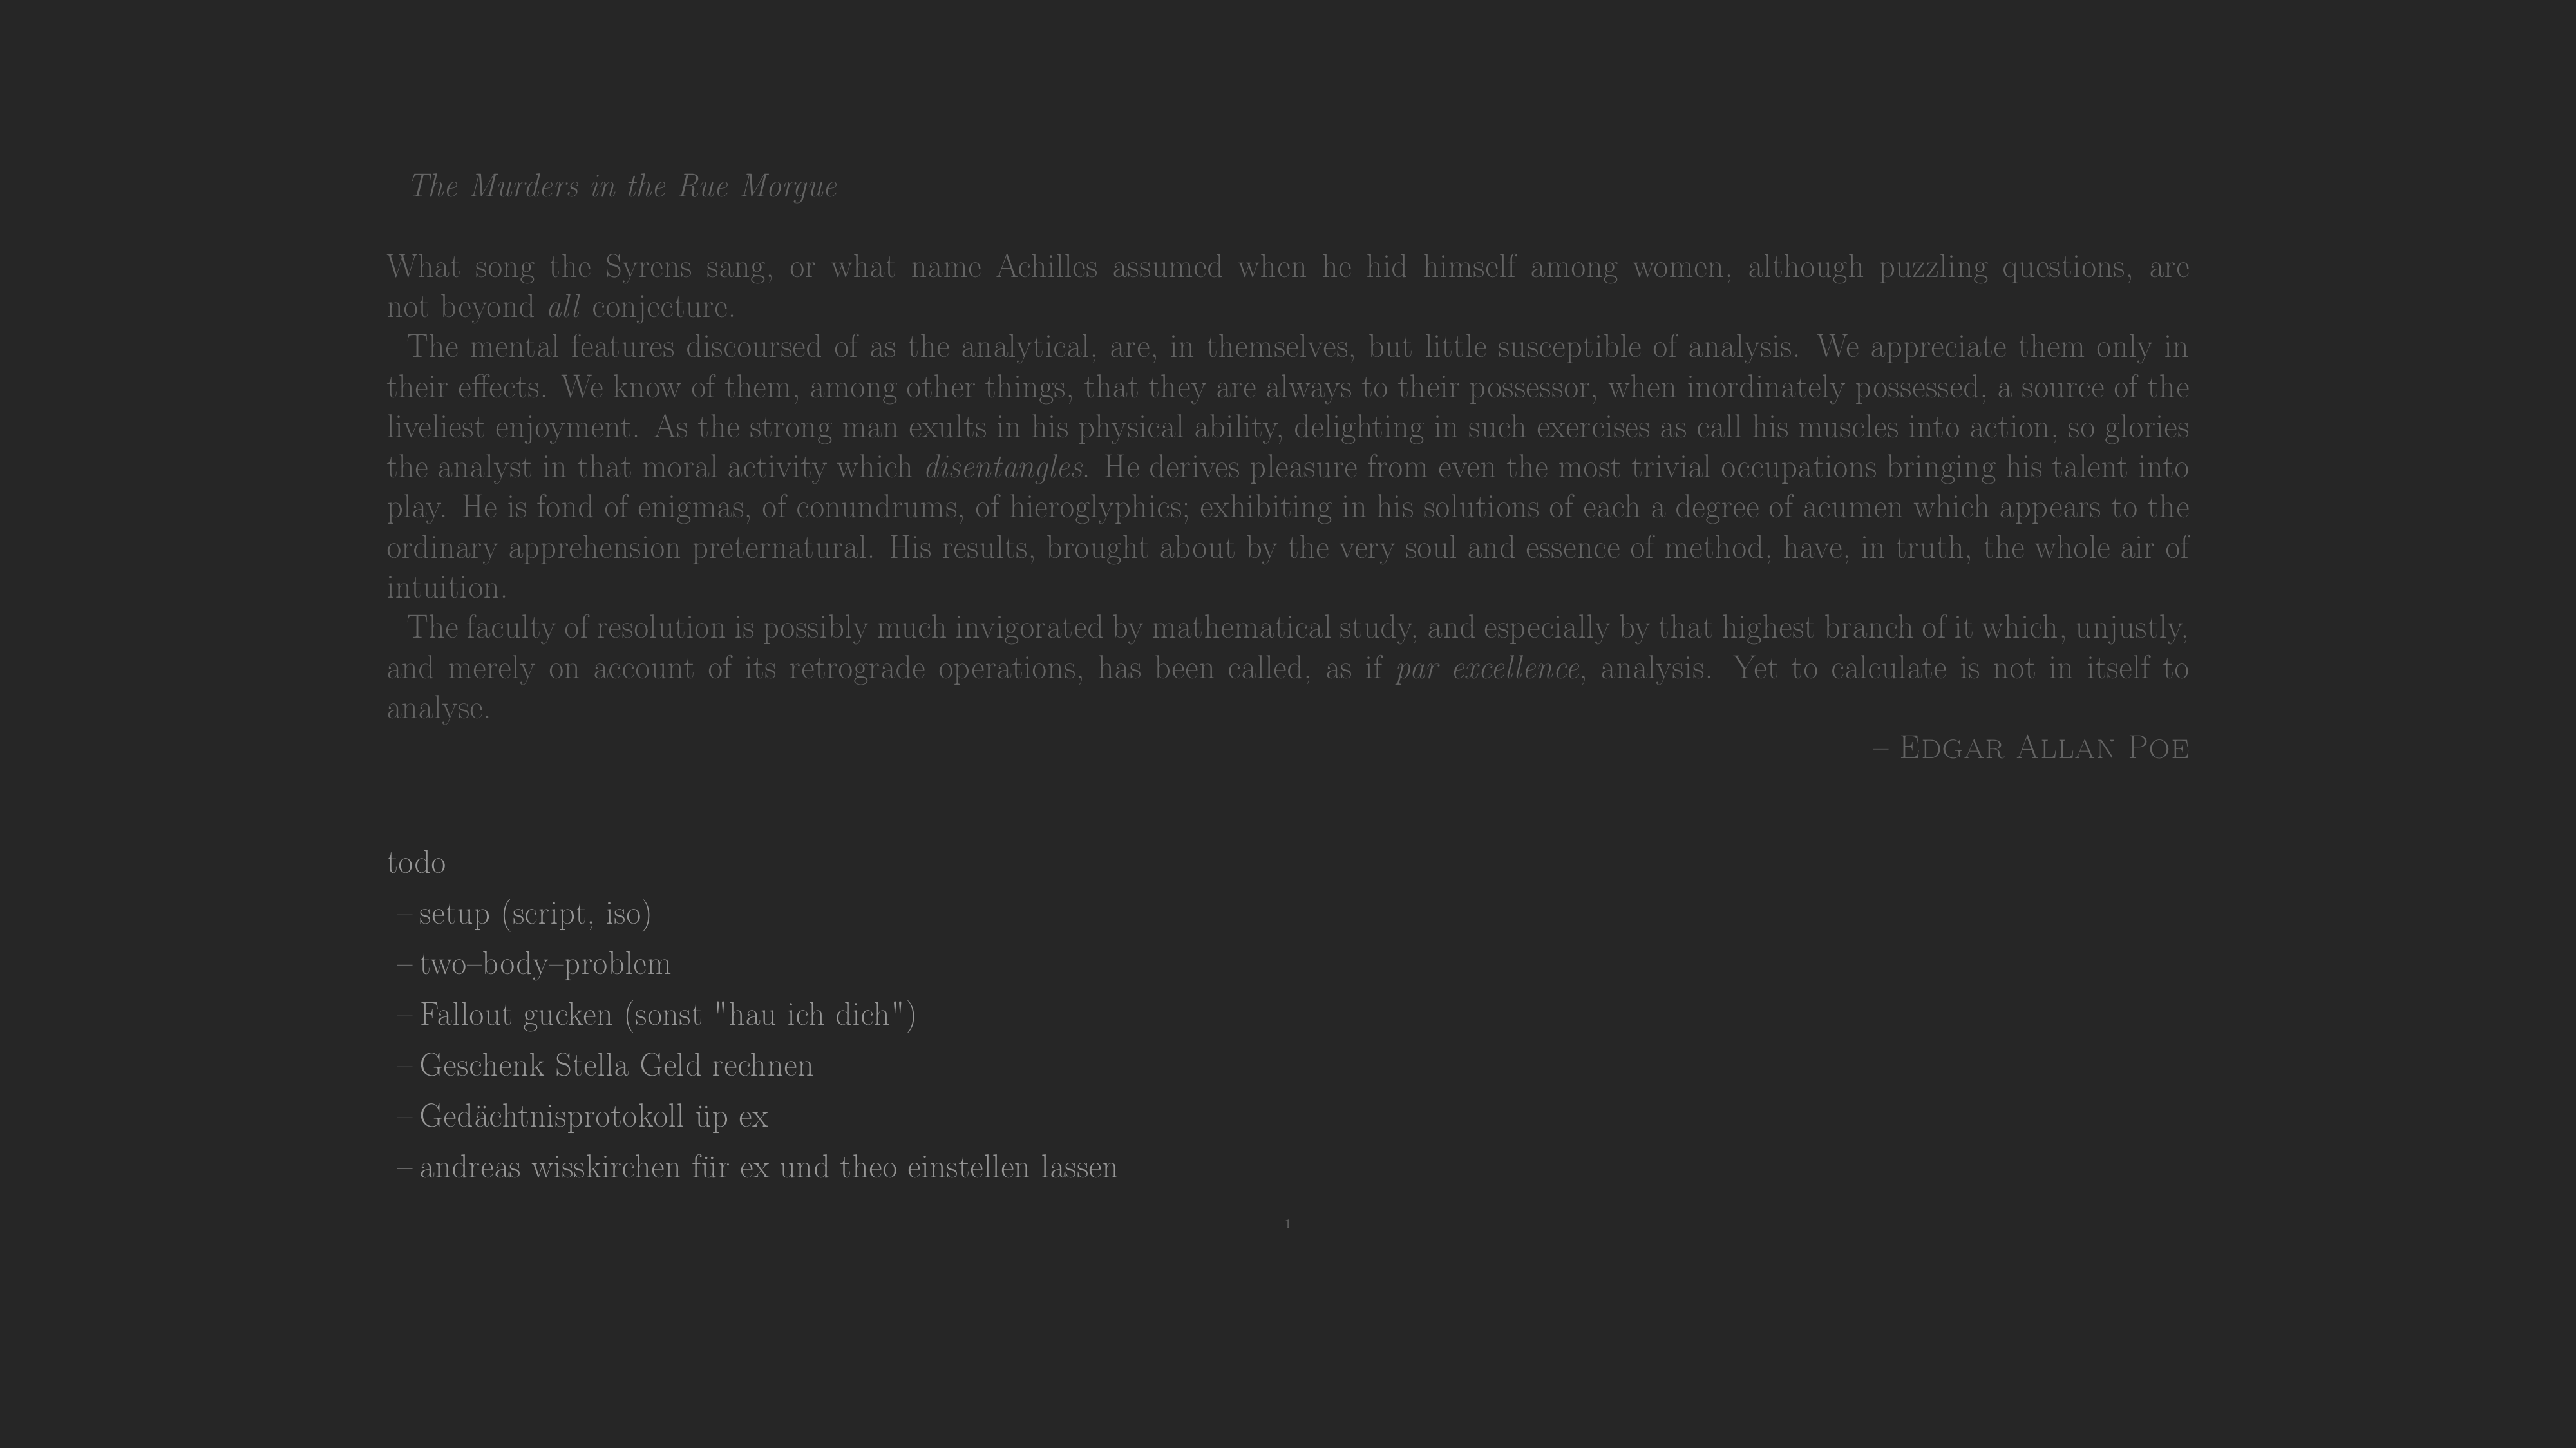 The Murders in the Rue Morgue
What song the Syrens sang, or what name Achilles assumed when he hid himself among women, although puzzling questions, are
not beyond all conjecture.
The mental features discoursed of as the analytical, are, in themselves, but little susceptible of analysis. We appreciate them only in
their effects. We know of them, among other things, that they are always to their possessor, when inordinately possessed, a source of the
liveliest enjoyment. As the strong man exults in his physical ability, delighting in such exercises as call his muscles into action, so glories
the analyst in that moral activity which disentangles. He derives pleasure from even the most trivial occupations bringing his talent into
play. He is fond of enigmas, of conundrums, of hieroglyphics; exhibiting in his solutions of each a degree of acumen which appears to the
ordinary apprehension preternatural. His results, brought about by the very soul and essence of method, have, in truth, the whole air of
intuition.
The faculty of resolution is possibly much invigorated by mathematical study, and especially by that highest branch of it which, unjustly,
and merely on account of its retrograde operations, has been called, as if par excellence, analysis. Yet to calculate is not in itself to
analyse.
– Edgar Allan Poe
todo
– setup (script, iso)
– two–body–problem
– Fallout gucken (sonst "hau ich dich")
– Geschenk Stella Geld rechnen
– Gedächtnisprotokoll üp ex
– andreas wisskirchen für ex und theo einstellen lassen
1